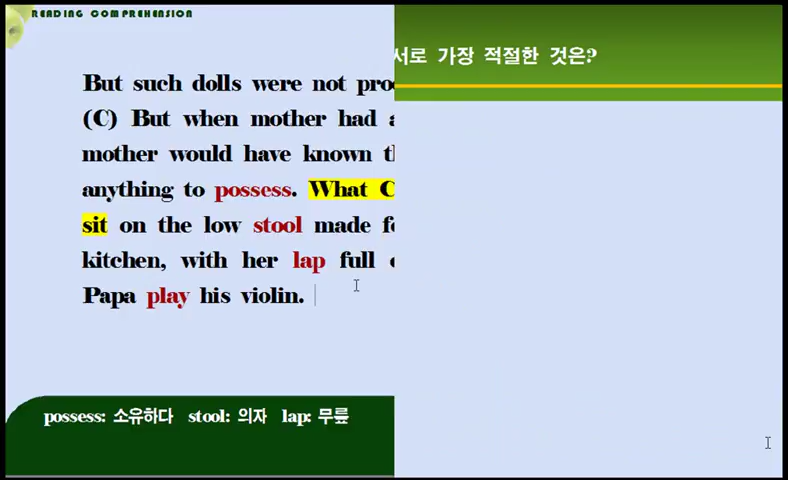 READING COMPREHENSION
서로 가장 적절한 것은?
But such dolls were not
(C) But when mother had
mother would have known
anything to possess. What
sit on the low stool made
kitchen, with her lap full
Papa play his violin.
possess: 소유하다 stool: 의자 lap: 무릎